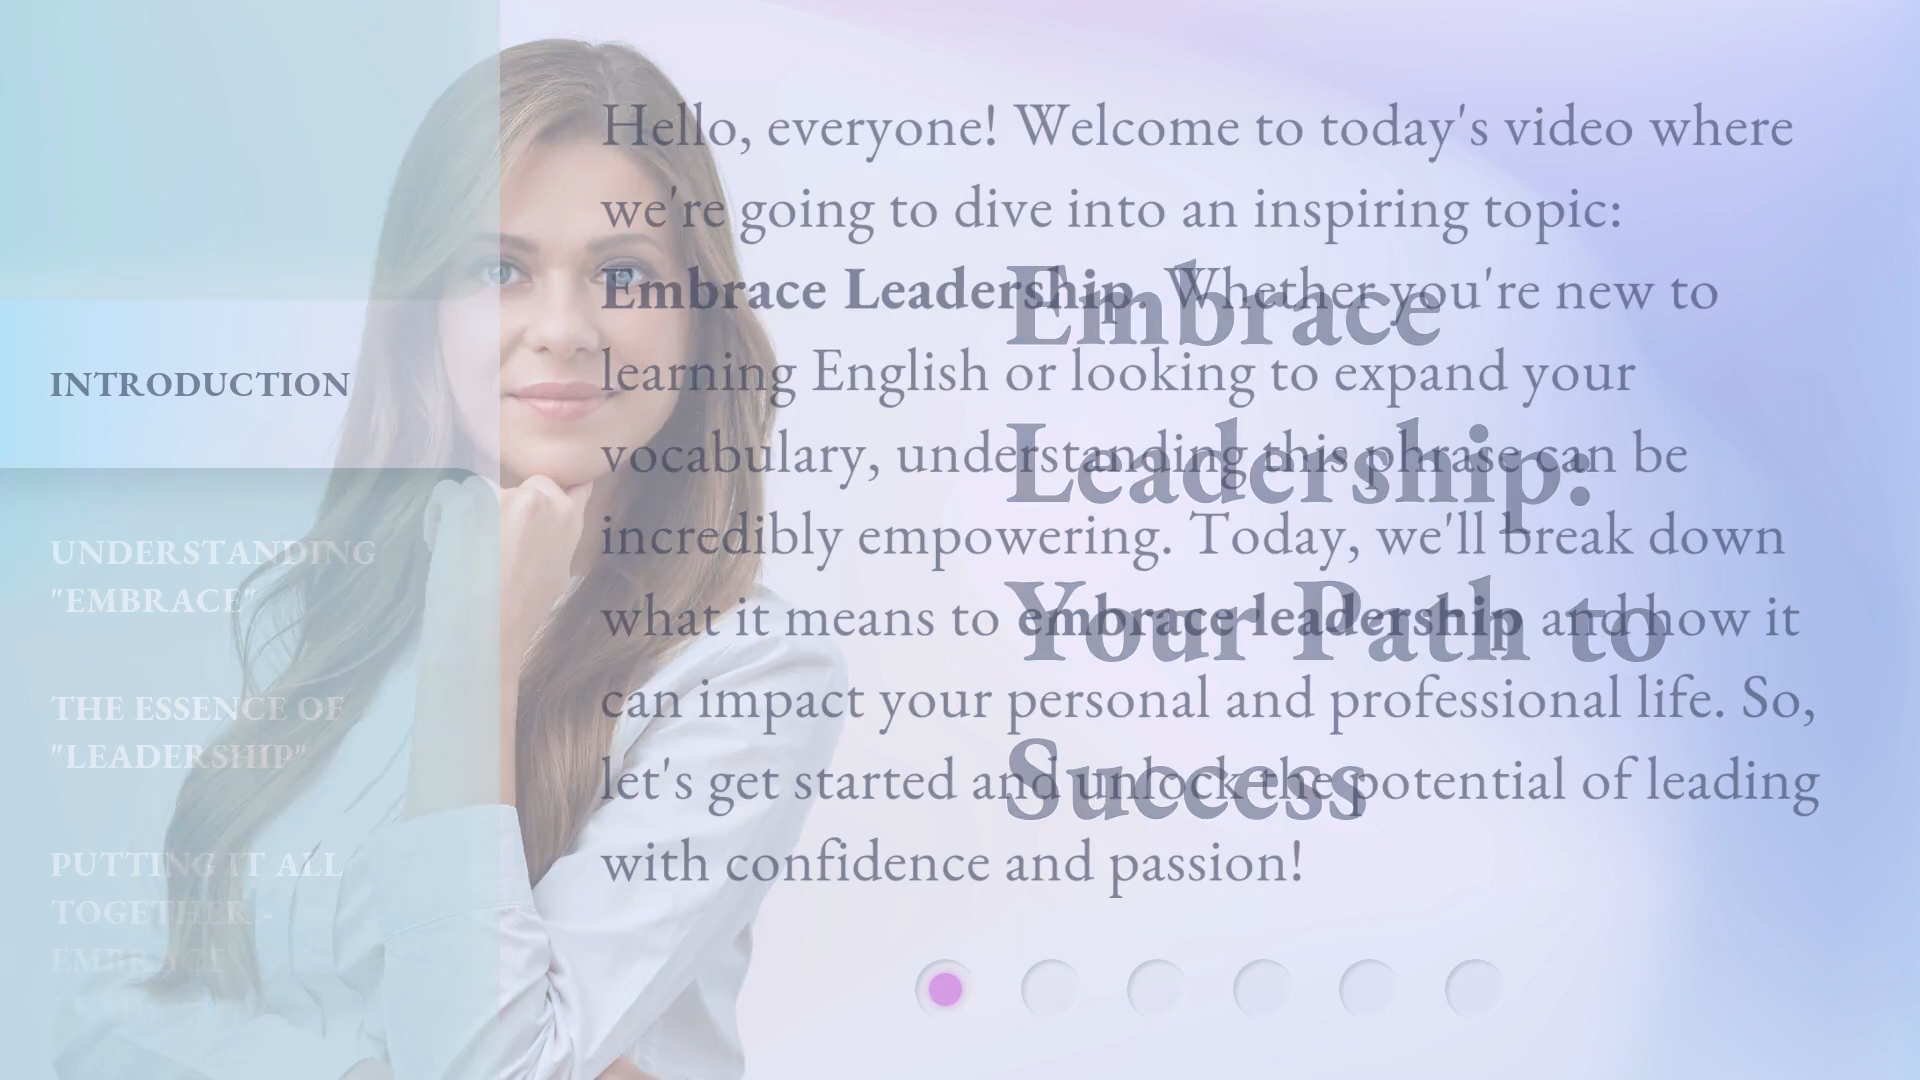 INTRODUCTION
UNDERSTANDING
"EMBRACE"
THE ESSENCE OF
"LEADERSHIP"
PUTTING IT ALL
TOGETHER -
EMBRACE
Hello, everyone! Welcome to today's video where
we're going to dive into an inspiring topic:
Embrace Leadership. Whether you're new to
learning English or looking to expand your
vocabulary, understanding this phrase can be
incredibly empowering. Today, we'll break down
what it means to embrace leadership and how it
can impact your personal and professional life. So,
let's get started and unlock the potential of leading
with confidence and passion!
Embrace
Leadership:
Your Path to
Success